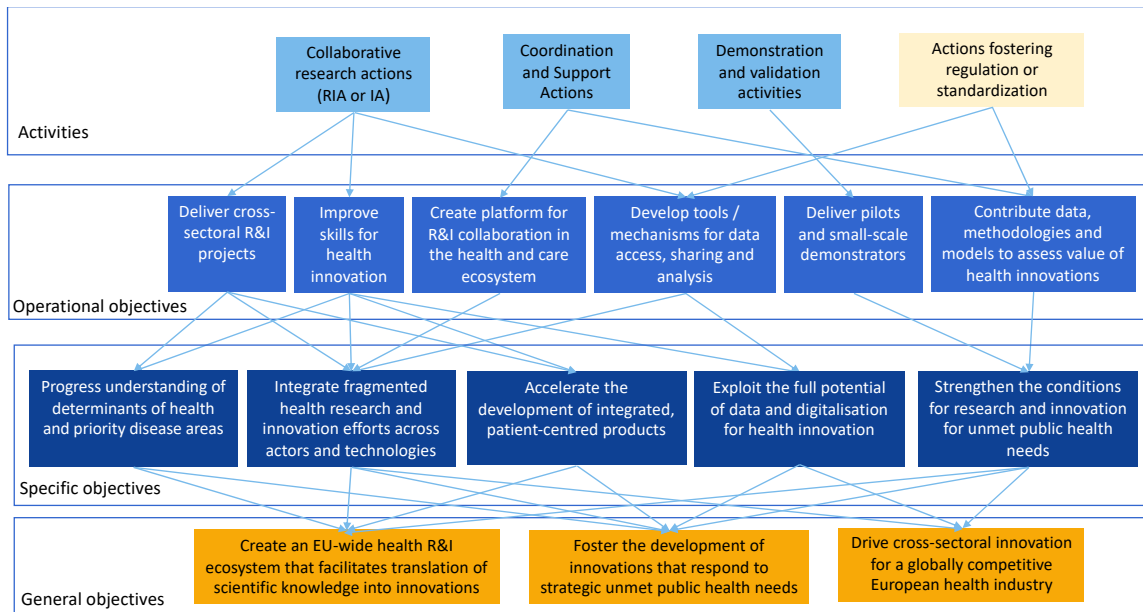 Collaborative
research actions
(RIA or IA)
Coordination
and Support
Actions
Demonstration
and validation
activities
Actions fostering
regulation or
standardization
Activities
Deliver cross-
sectoral R&I
projects
Improve
skills for
health
innovation
Create platform for
R&I collaboration in
the health and care
ecosystem
Develop tools /
mechanisms for data
access, sharing and
analysis
Deliver pilots
and small-scale
demonstrators
Contribute data,
methodologies and
models to assess value of
health innovations
Operational objectives
Progress understanding of
determinants of health
and priority disease areas
Integrate fragmented
health research and
innovation efforts across
actors and technologies
Accelerate the
development of integrated,
patient-centred products
Exploit the full potential
of data and digitalisation
for health innovation
Strengthen the conditions
for research and innovation
for unmet public health
needs
Specific objectives
Create an EU-wide health R&I
ecosystem that facilitates translation of
scientific knowledge into innovations
Foster the development of
innovations that respond to
strategic unmet public health needs
Drive cross-sectoral innovation
for a globally competitive
European health industry
General objectives